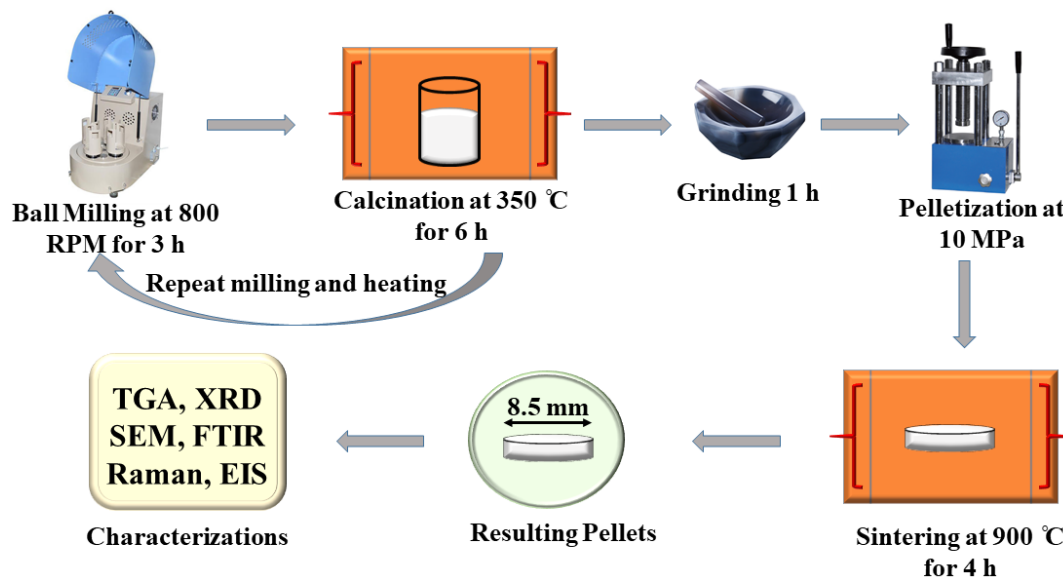 Ball Milling at 800
RPM for 3 h
Calcination at 350 ℃
for 6 h
Grinding 1 h
Pelletization at
10 MPa
Repeat milling and heating
Sintering at 900 ℃
for 4 h
8.5 mm
Resulting Pellets
TGA, XRD
SEM, FTIR
Raman, EIS
Characterizations